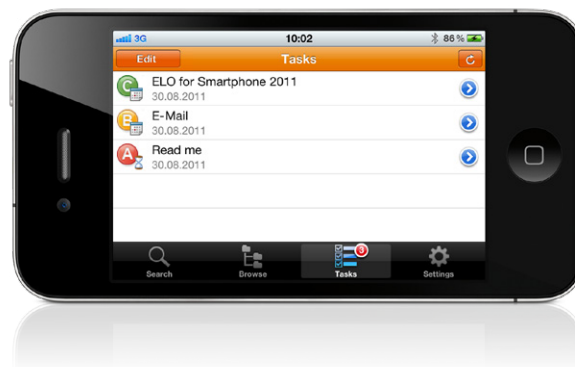 3G 10:02 86 %
Edit Tasks
C ELO for Smartphone 2011
30.08.2011
B E-Mail
30.08.2011
A Read me
30.08.2011
3
Search Browse Tasks Settings